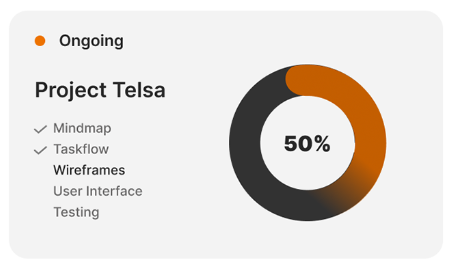 Ongoing
Project Telsa
Mindmap
Taskflow
Wireframes
User Interface
Testing
50%